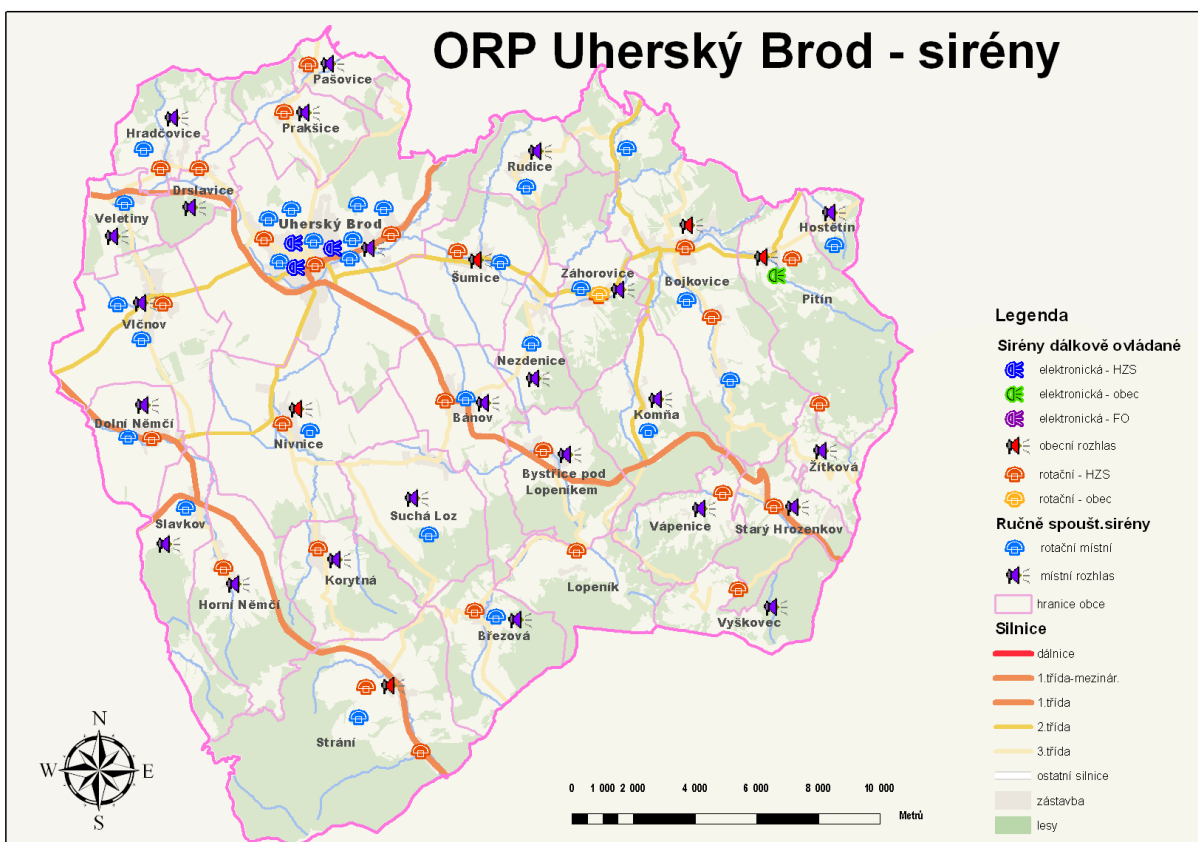 ORP Uherský Brod - sirény
Pašovice
Prakšice
Hradčovice
Rudice
Drslavice
Veletiny
Uherský Brod
Hostětín
Šumice
Záhorovice
Bojkovice
Pitín
Vlčnov
Nezdenice
Dolní Němčí
Nivnice
Bánov
Komňa
Bystřice pod
Lopeníkem
Žítková
Suchá Loz
Slavkov
Vápenice
Starý Hrozenkov
Korytná
Horní Němčí
Lopeník
Vyškovec
Březová
Strání
Legenda
Sirény dálkově ovládané
elektronická - HZS
elektronická - obec
elektronická - FO
obecní rozhlas
rotační - HZS
rotační - obec
Ručně spoušt.sirény
rotační místní
místní rozhlas
hranice obce
Silnice
dálnice
1.třída-mezinár.
1.třída
2.třída
3.třída
ostatní silnice
zástavba
lesy
N
W E
S
0 1 000 2 000 4 000 6 000 8 000 10 000
Metrů